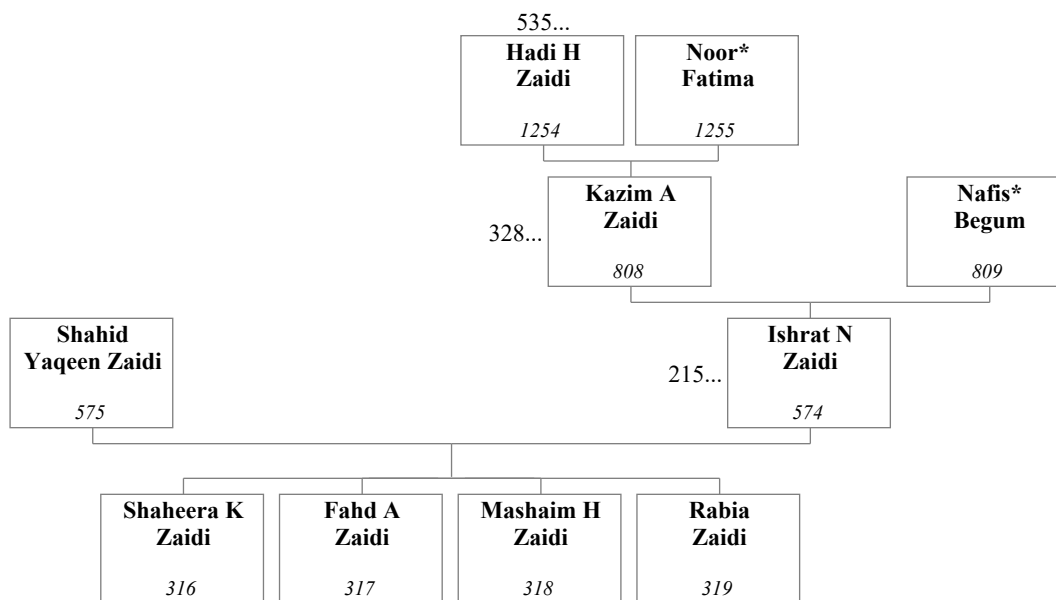 535...
Hadi H
Zaidi
1254
Noor*
Fatima
1255
328...
Kazim A
Zaidi
808
Nafis*
Begum
809
Shahid
Yaqeen Zaidi
575
215...
Ishrat N
Zaidi
574
Shaheera K
Zaidi
316
Fahd A
Zaidi
317
Mashaim H
Zaidi
318
Rabia
Zaidi
319